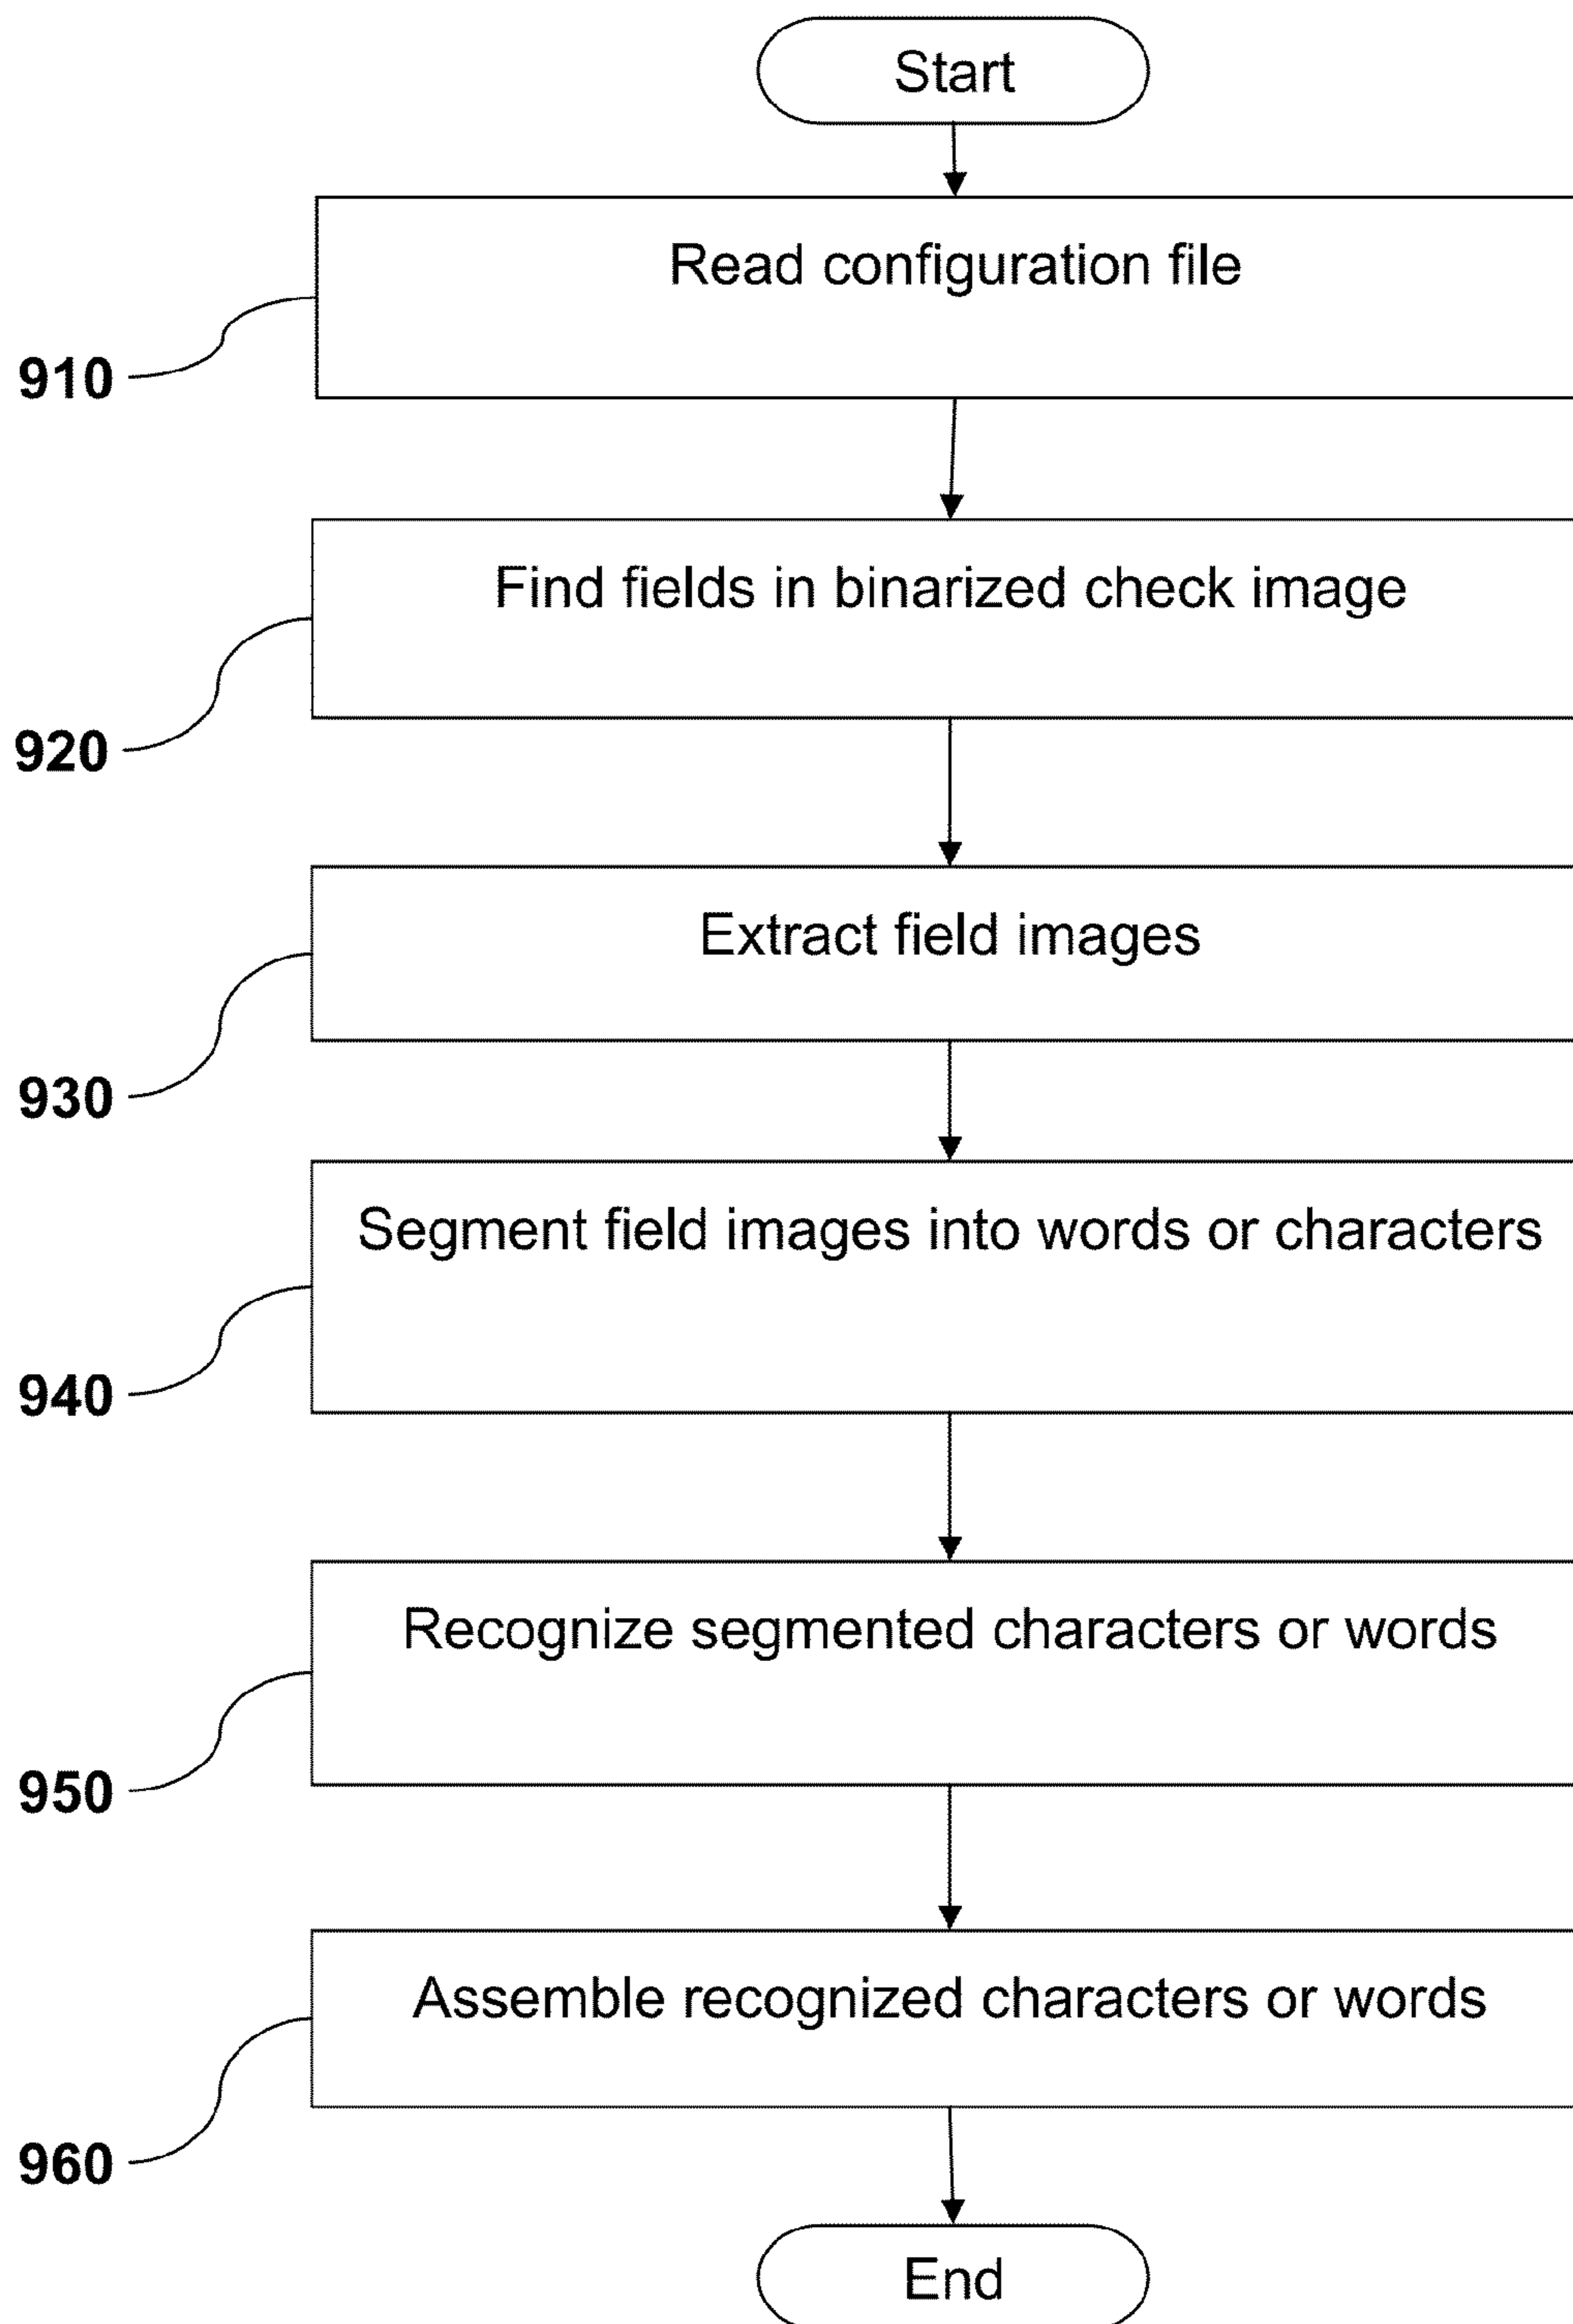 Start
Read configuration file
910
Find fields in binarized check image
920
Extract field images
930
Segment field images into words or characters
940
Recognize segmented characters or words
950
Assemble recognized characters or words
960
End